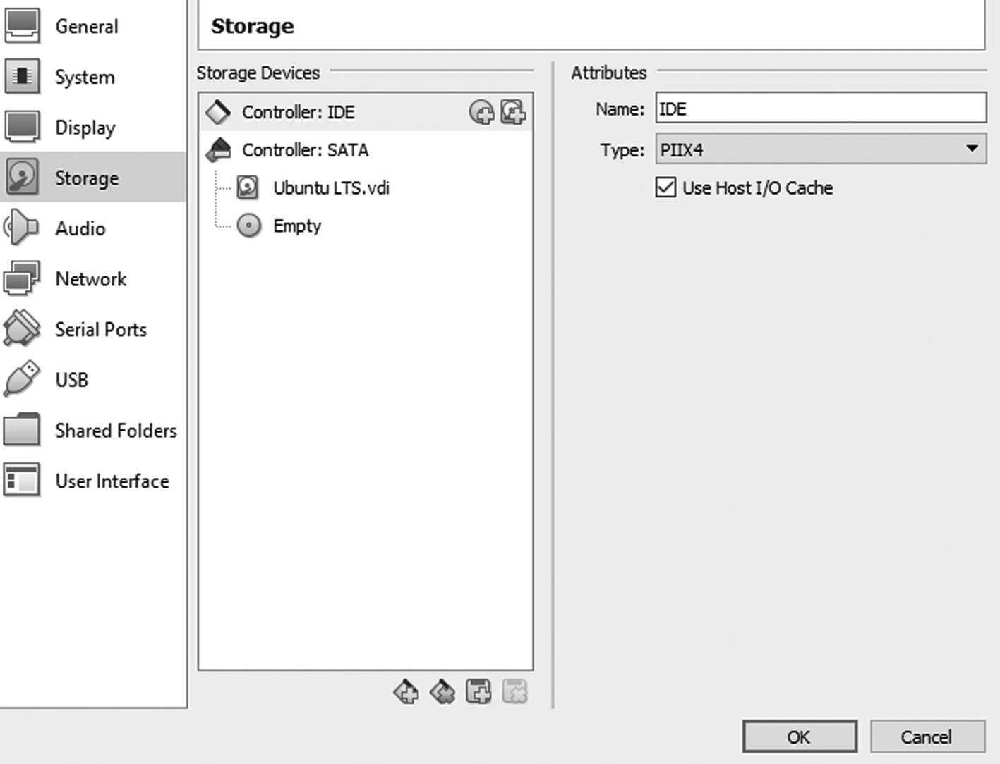 General
System
Display
Storage
Audio
Network
Serial Ports
USB
Shared Folders
User Interface
Storage
Storage Devices
Controller: IDE
Controller: SATA
Ubuntu LTS.vdi
Empty
Attributes
Name: IDE
Type: PIIX4
Use Host I/O Cache
OK Cancel